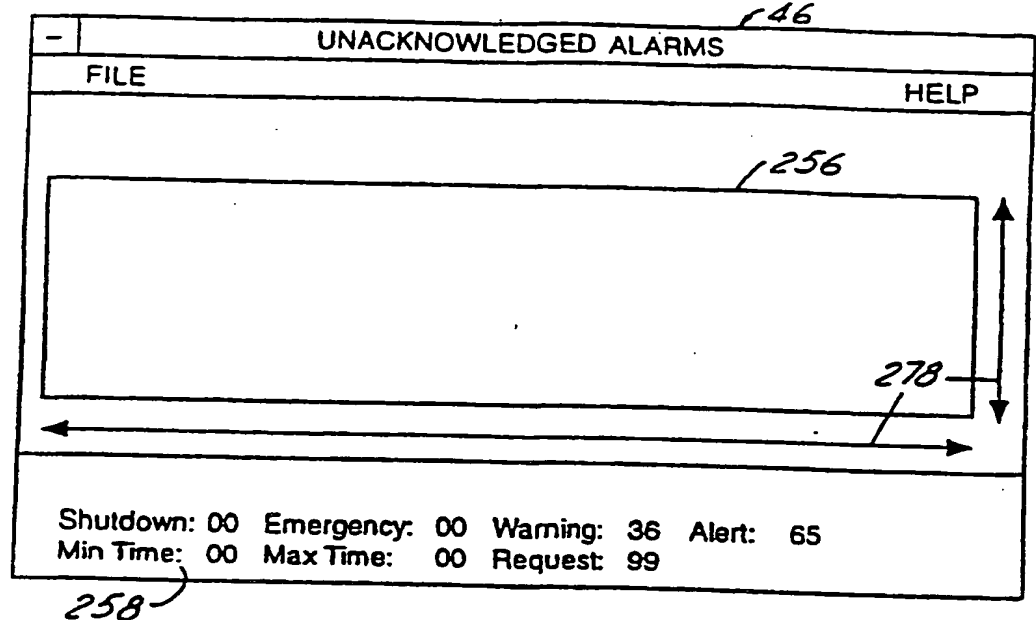 46
– UNACKNOWLEDGED ALARMS
FILE HELP
256
278
Shutdown: 00 Emergency: 00 Warning: 36 Alert: 65
Min Time: 00 Max Time: 00 Request: 99
258